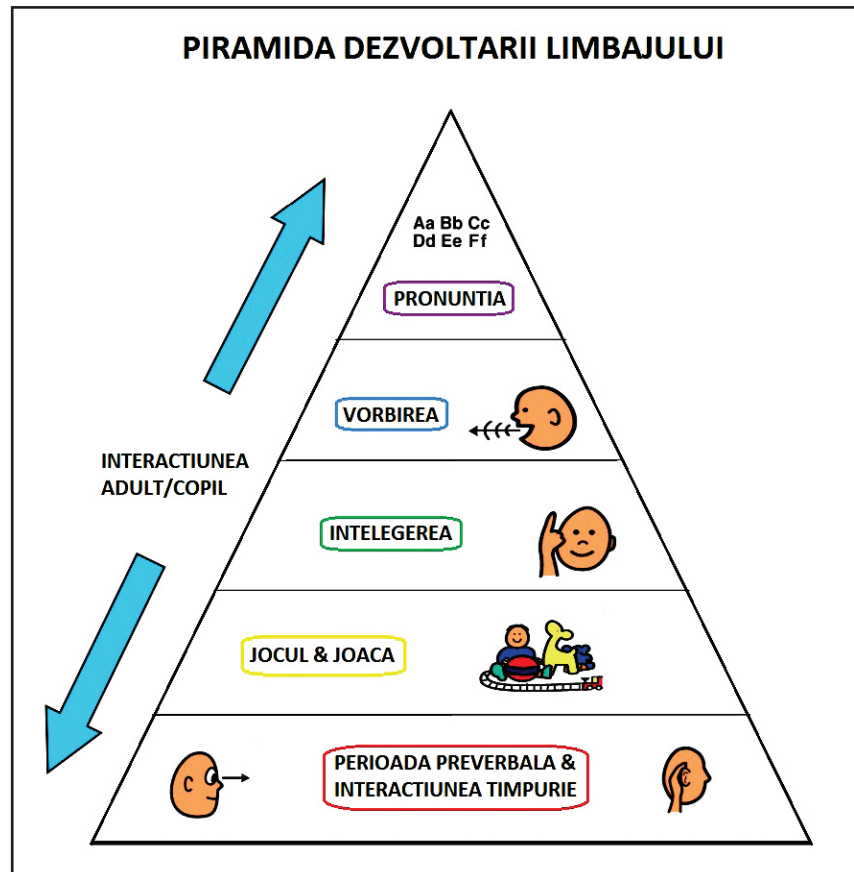 PIRAMIDA DEZVOLTARII LIMBAJULUI
Aa Bb Cc
Dd Ee Ff
PRONUNTIA
VORBIREA
INTERACTIUNEA
ADULT/COPIL
INTELEGEREA
JOCUL & JOACA
PERIOADA PREVERBALA &
INTERACTIUNEA TIMPURIE